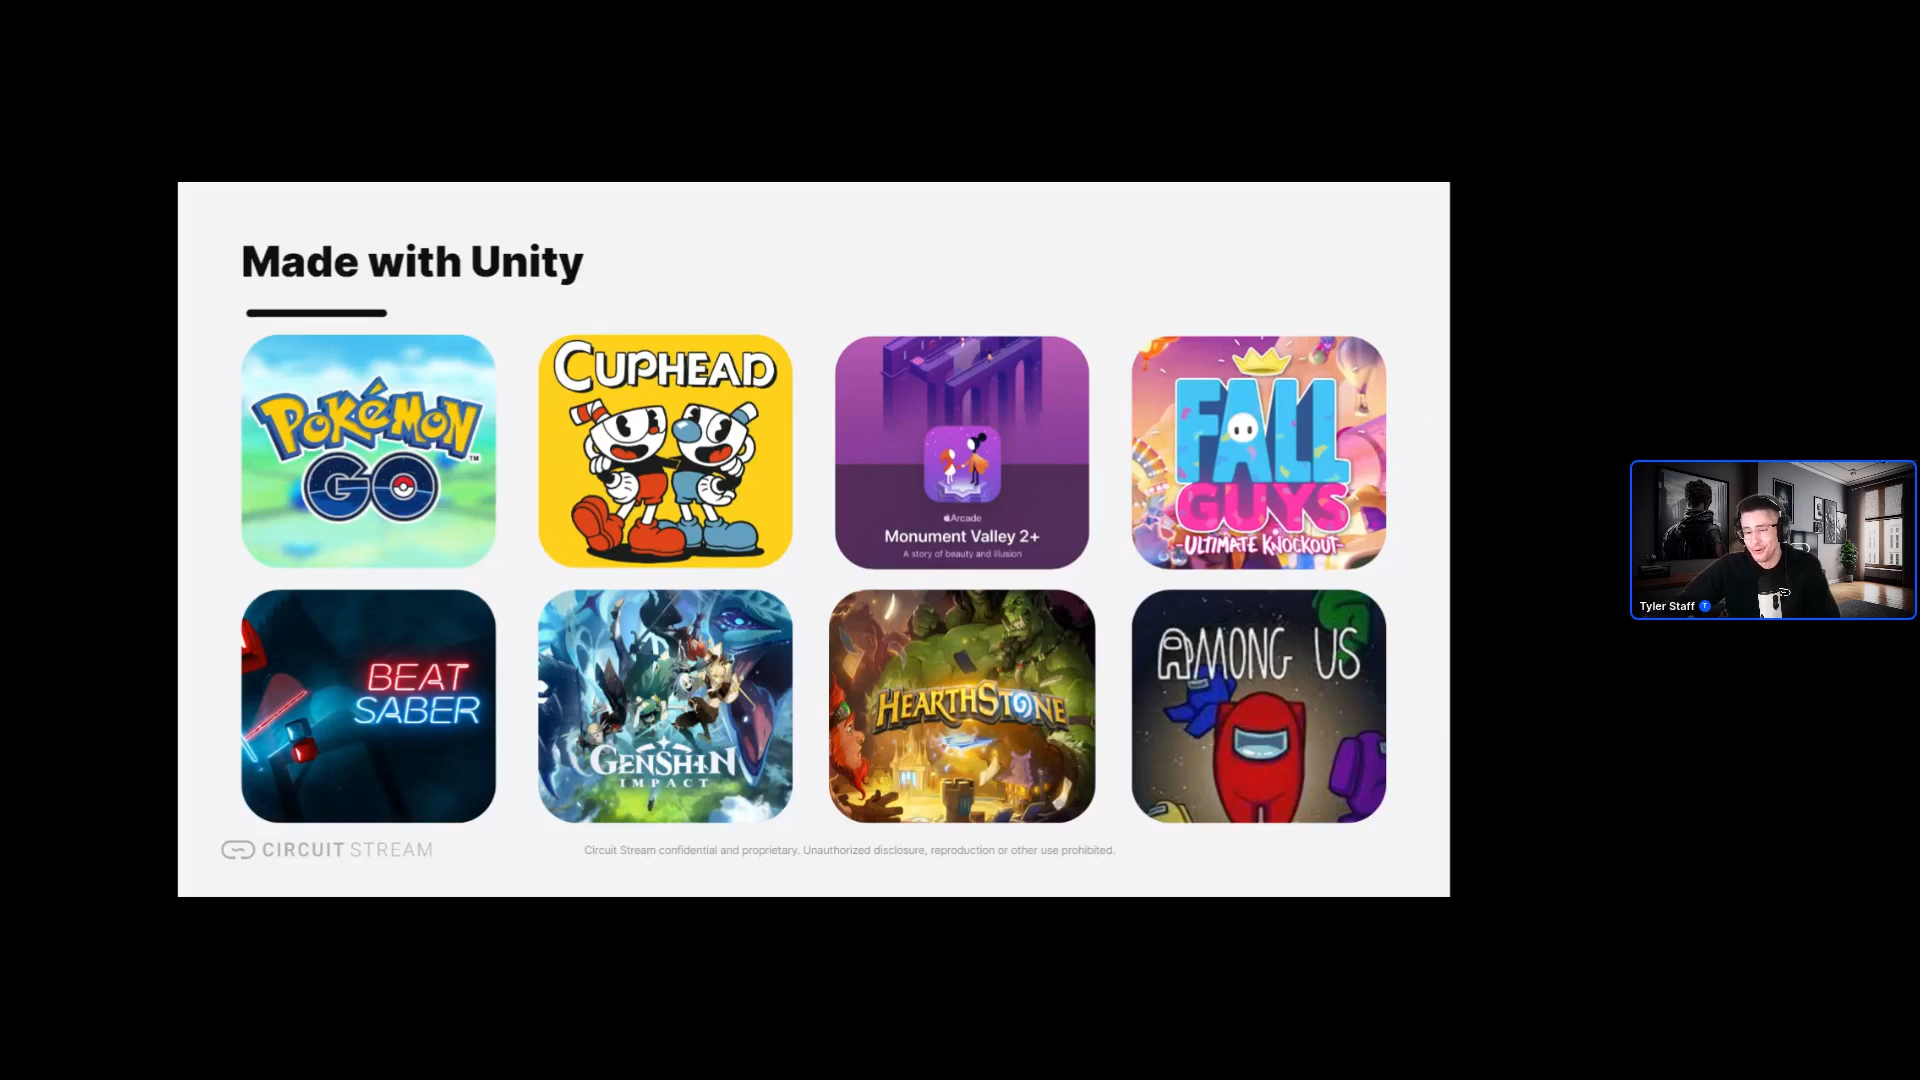 Made with Unity
POKÉMON
™
GO
CUPHEAD
Arcade
Monument Valley 2+
A story of beauty and illusion
FALL
GUYS
-ULTIMATE KNOCKOUT-
BEAT
SABER
GENSHIN
IMPACT
HEARTHSTONE
AMONG US
CIRCUIT STREAM
Circuit Stream confidential and proprietary. Unauthorized disclosure, reproduction or other use prohibited.
Tyler Staff
T